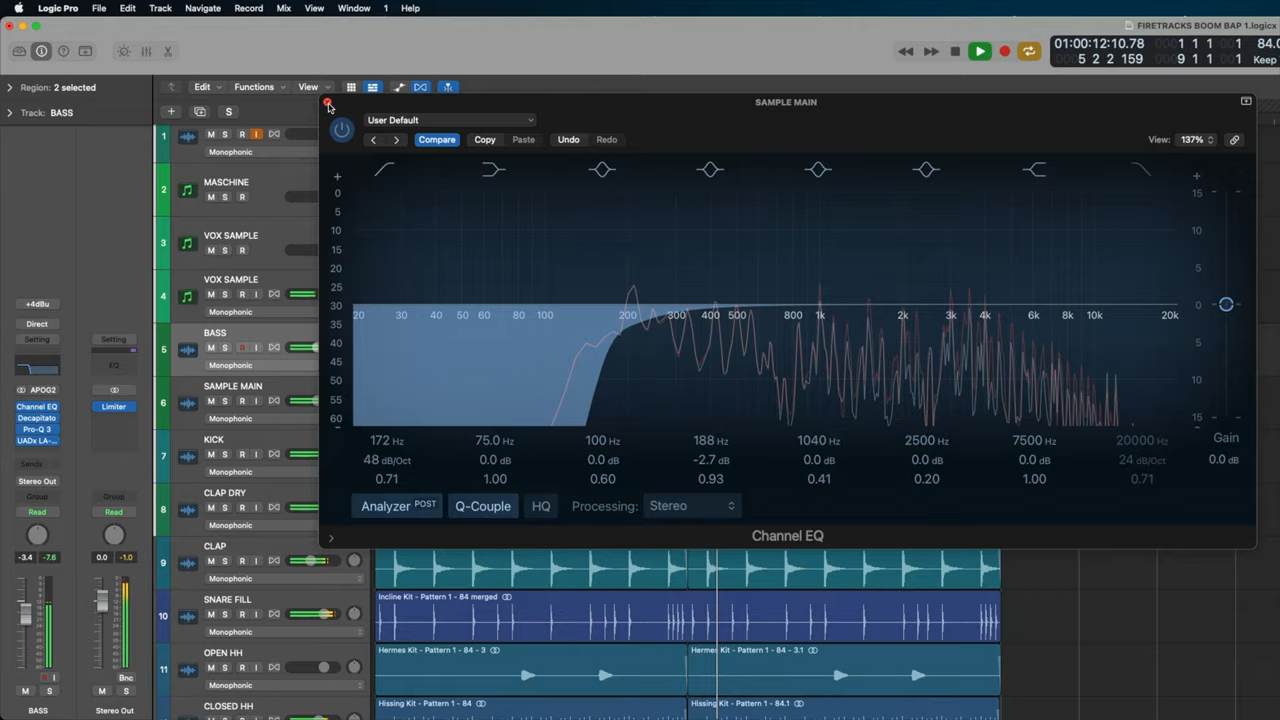 Logic Pro File Edit Track Navigate Record Mix View Window 1 Help
FIRETRACKS BOOM BAP 1.logicx
01:00:12:10.78 1 1 1 1 84.0
5 2 2 159 9 1 1 1 Keep
Region: 2 selected
Edit Functions View
Track: BASS
S
SAMPLE MAIN
User Default
Compare Copy Paste Undo Redo View: 137%
1 M S R I
Monophonic
2 MASCHINE
M S R
3 VOX SAMPLE
M S R
4 VOX SAMPLE
M S R I
Monophonic
5 BASS
M S R I
Monophonic
6 SAMPLE MAIN
M S R I
Monophonic
7 KICK
M S R I
Monophonic
8 CLAP DRY
M S R I
Monophonic
9 CLAP
M S R I
Monophonic
10 SNARE FILL
M S R I
Monophonic
11 OPEN HH
M S R I
Monophonic
CLOSED HH
+
0
5
10
15
20
25
30
35
40
45
50
55
60
-
20 30 40 50 60 80 100 200 300 400 500 800 1k 2k 3k 4k 6k 8k 10k 20k
+
15
10
5
0
5
10
15
-
172 Hz 75.0 Hz 100 Hz 188 Hz 1040 Hz 2500 Hz 7500 Hz 20000 Hz
48 dB/Oct 0.0 dB 0.0 dB -2.7 dB 0.0 dB 0.0 dB 0.0 dB 24 dB/Oct
0.71 1.00 0.60 0.93 0.41 0.20 1.00 0.71
Gain
0.0 dB
Analyzer POST Q-Couple HQ Processing: Stereo
Channel EQ
Incline Kit - Pattern 1 - 84 merged
Hermes Kit - Pattern 1 - 84 - 3 Hermes Kit - Pattern 1 - 84 - 3.1
Hissing Kit - Pattern 1 - 84 Hissing Kit - Pattern 1 - 84.1
+4dBu
Direct
Setting Setting
EQ
APOG2
Channel EQ Limiter
Decapitato
Pro-Q 3
UADx LA-...
Sends
Stereo Out
Group Group
Read Read
-3.4 -7.6 0.0 -1.0
I Bnc
M S M S
BASS Stereo Out